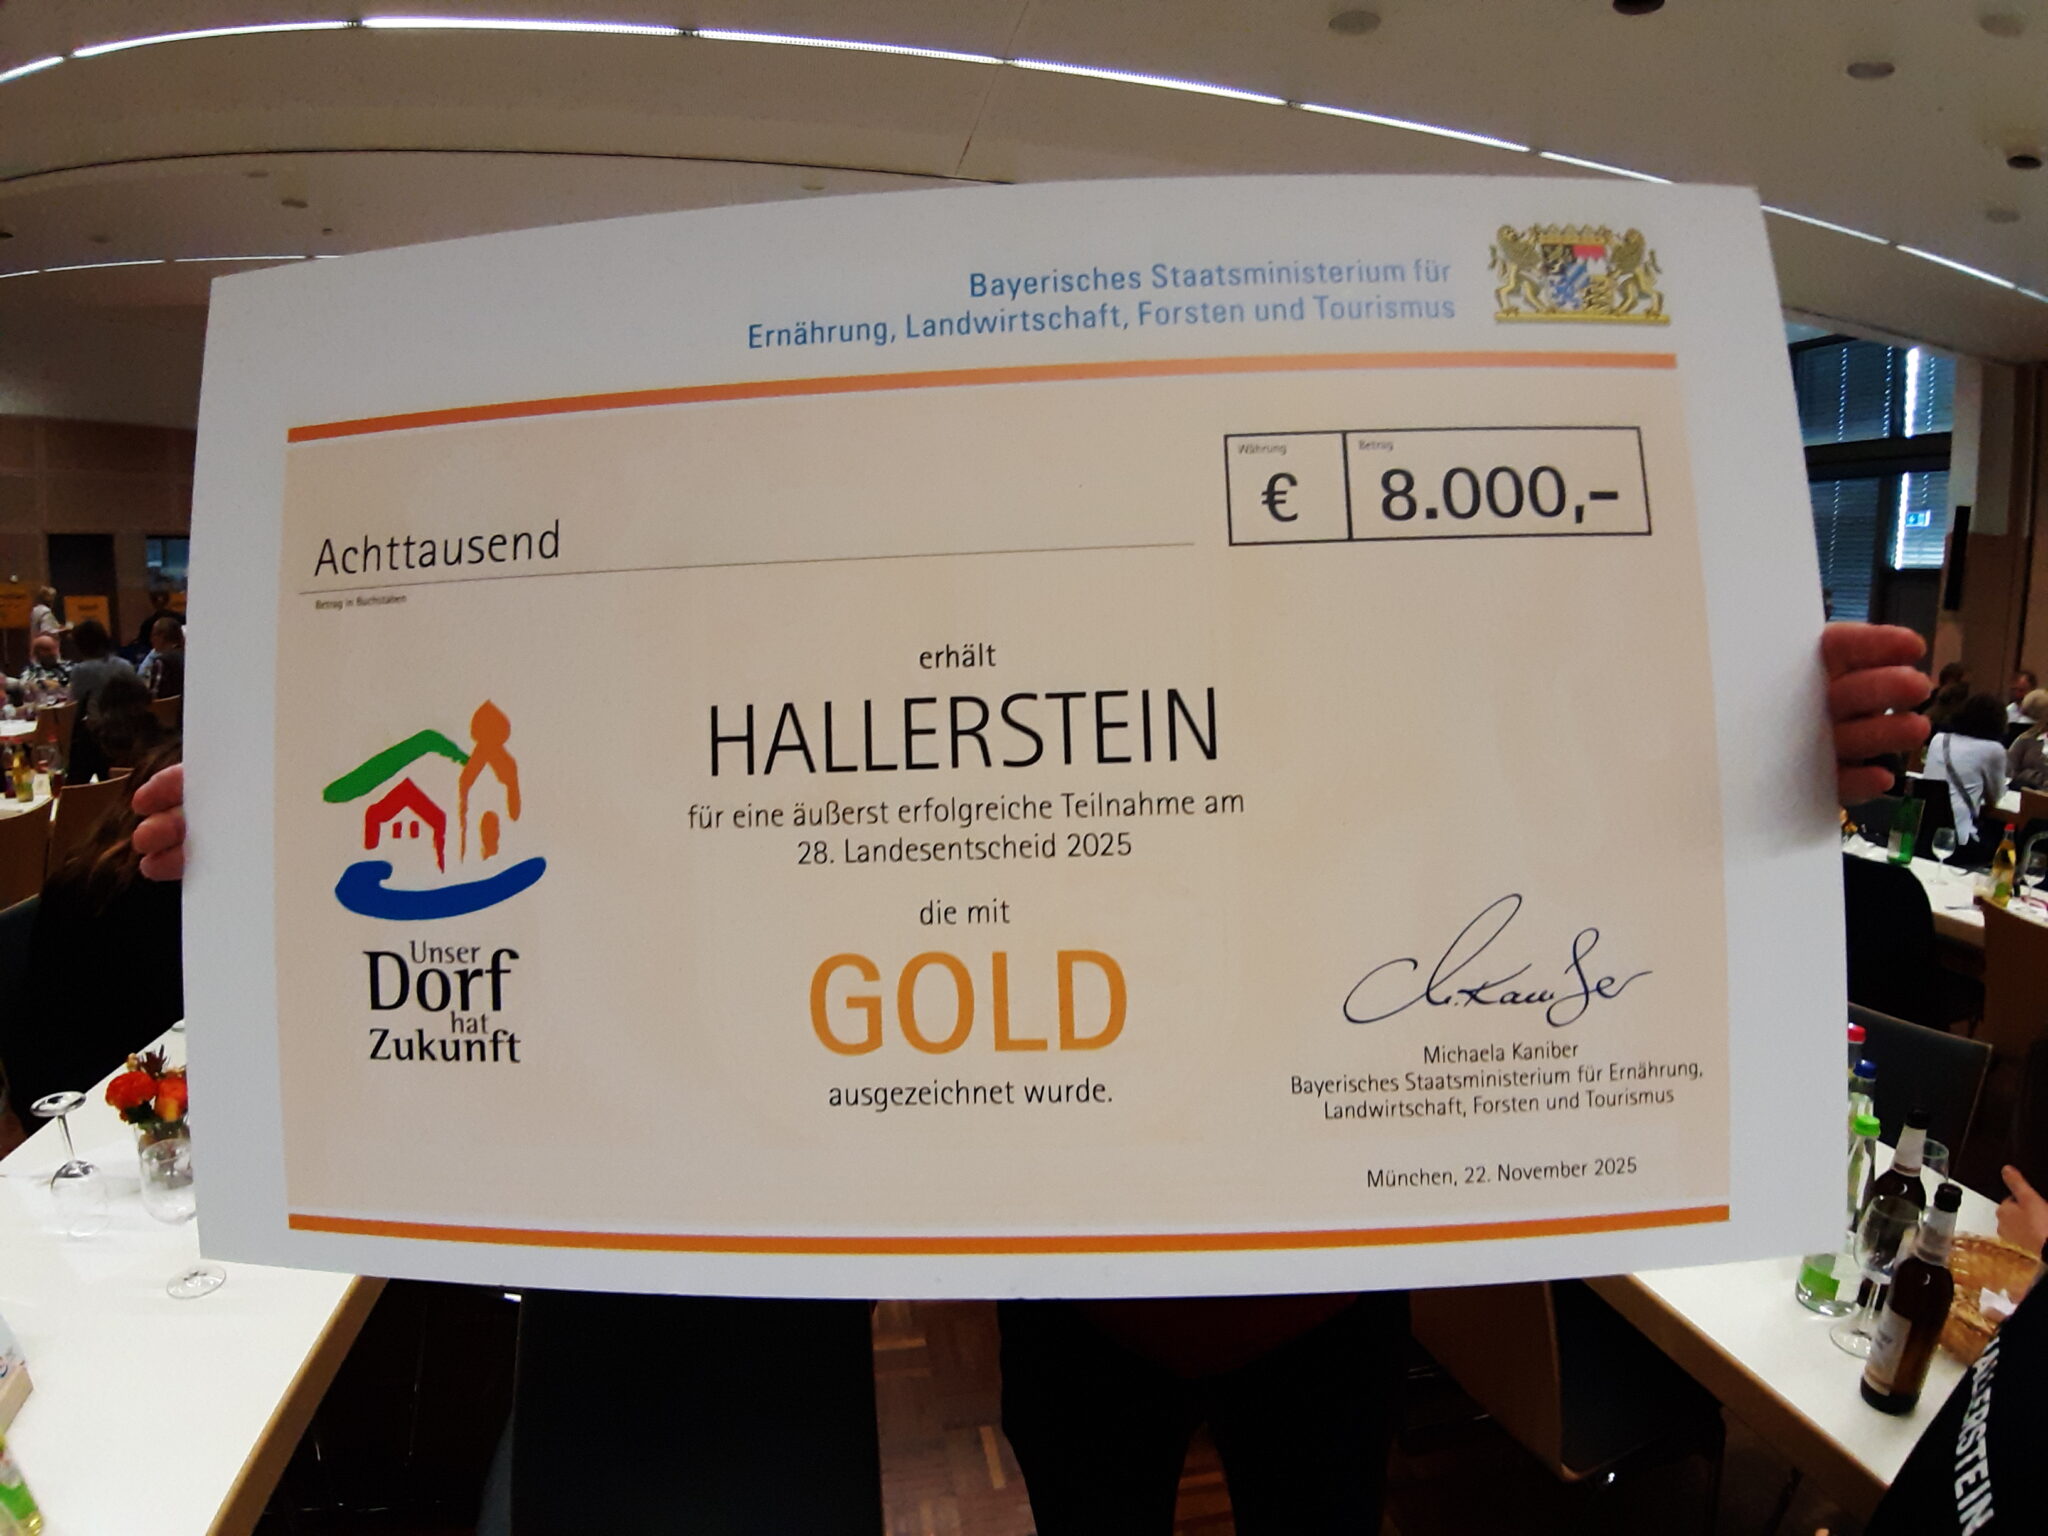 Bayerisches Staatsministerium für
Ernährung, Landwirtschaft, Forsten und Tourismus
Währung
€
Betrag
8.000,–
Achttausend
Betrag in Buchstaben
erhält
HALLERSTEIN
für eine äußerst erfolgreiche Teilnahme am
28. Landesentscheid 2025
die mit
GOLD
ausgezeichnet wurde.
Unser
Dorf
hat
Zukunft
M. Kaniber
Michaela Kaniber
Bayerisches Staatsministerium für Ernährung,
Landwirtschaft, Forsten und Tourismus
München, 22. November 2025
HALLERSTEIN